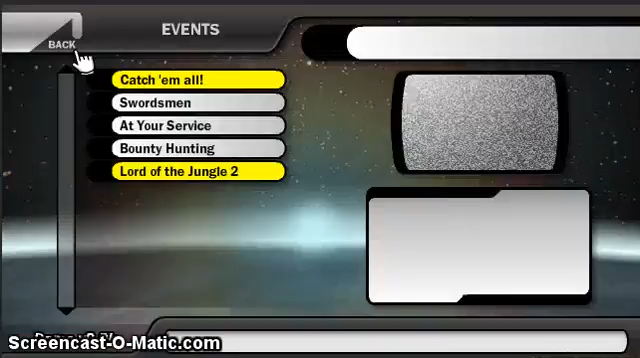 BACK
EVENTS
Catch 'em all!
Swordsmen
At Your Service
Bounty Hunting
Lord of the Jungle 2
Screencast-O-Matic.com